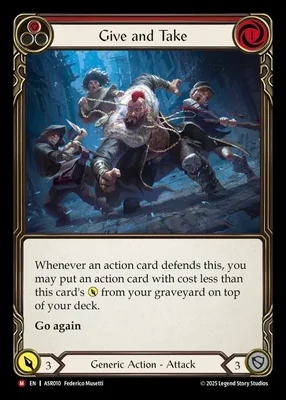 Give and Take
Whenever an action card defends this, you
may put an action card with cost less than
this card's from your graveyard on top
of your deck.
Go again
3
Generic Action - Attack
3
M EN ASR010 Federico Musetti
© 2025 Legend Story Studios